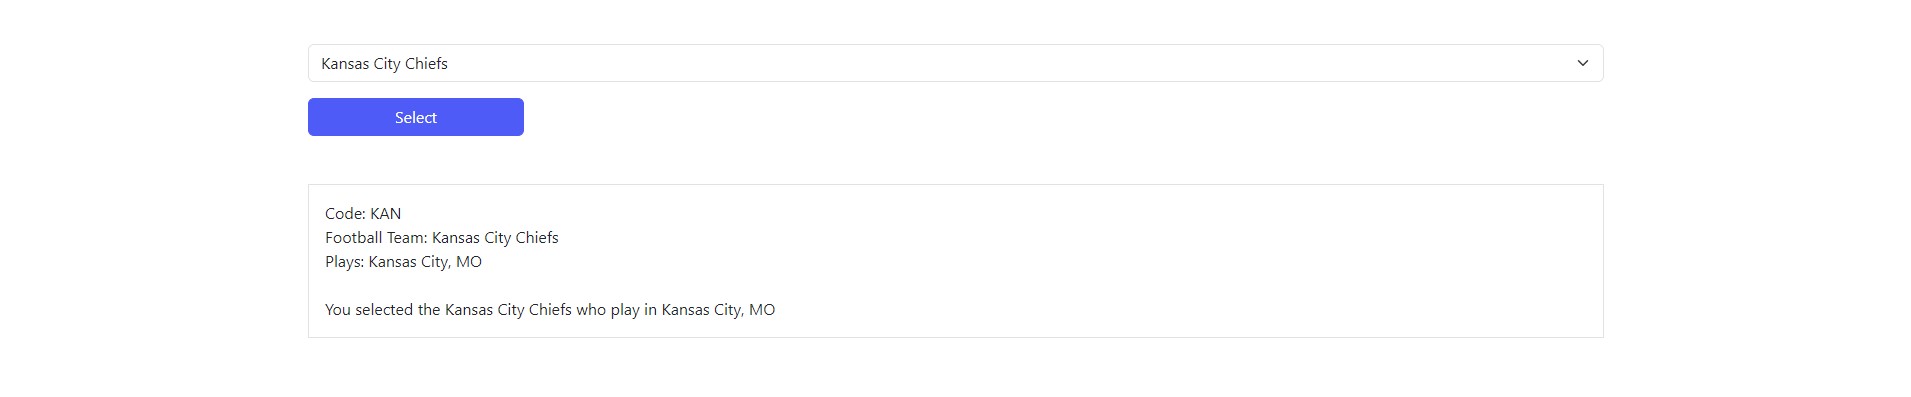 Kansas City Chiefs
Select
Code: KAN
Football Team: Kansas City Chiefs
Plays: Kansas City, MO
You selected the Kansas City Chiefs who play in Kansas City, MO